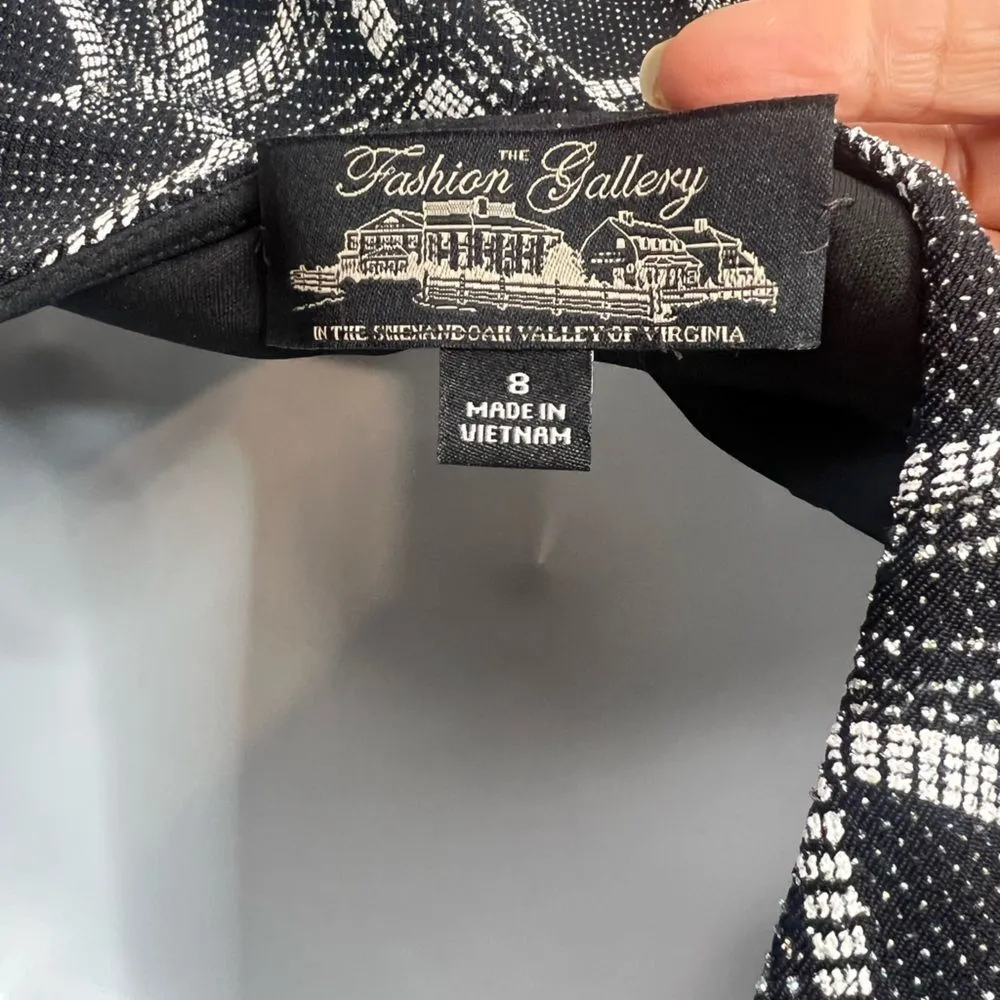 THE
Fashion Gallery
IN THE SHENANDOAH VALLEY OF VIRGINIA
8
MADE IN
VIETNAM